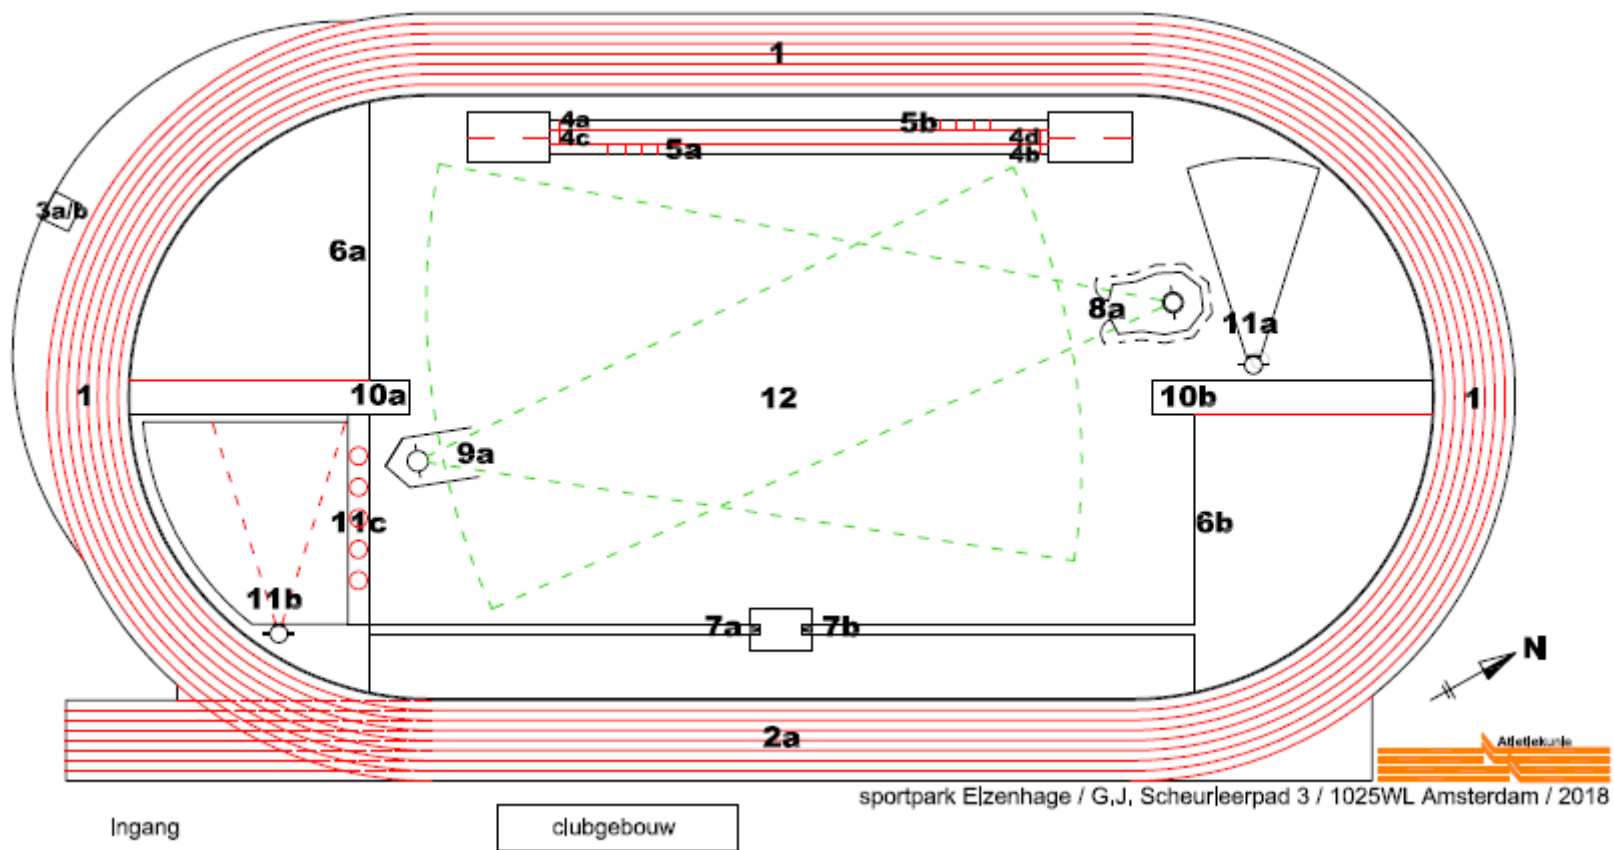 1
4a
5b
4c
4d
5a
4b
3a/b
6a
8a
11a
1
10a
12
10b
1
9a
11c
6b
11b
7a
7b
N
2a
Atletiekunie
sportpark Elzenhage / G.J. Scheurleerpad 3 / 1025WL Amsterdam / 2018
Ingang
clubgebouw